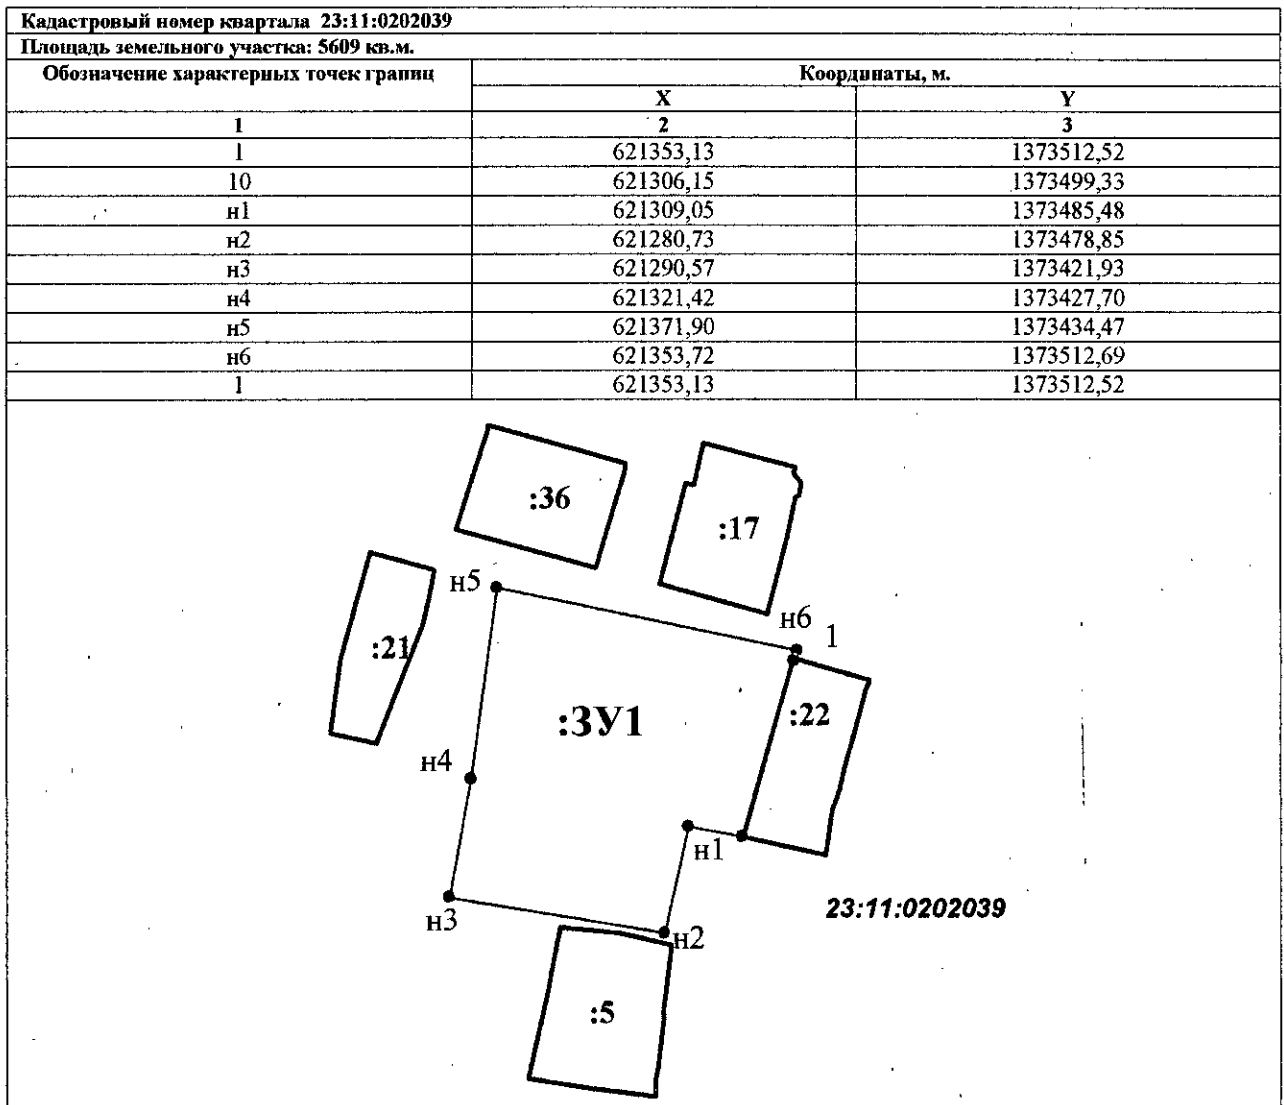 Кадастровый номер квартала 23:11:0202039
Площадь земельного участка: 5609 кв.м.
Обозначение характерных точек границ Координаты, м.
X Y
1 2 3
1 621353,13 1373512,52
10 621306,15 1373499,33
н1 621309,05 1373485,48
н2 621280,73 1373478,85
н3 621290,57 1373421,93
н4 621321,42 1373427,70
н5 621371,90 1373434,47
н6 621353,72 1373512,69
1 621353,13 1373512,52
:36
:17
н5
н6
1
:21
:ЗУ1
:22
н4
н1
23:11:0202039
н3
н2
:5